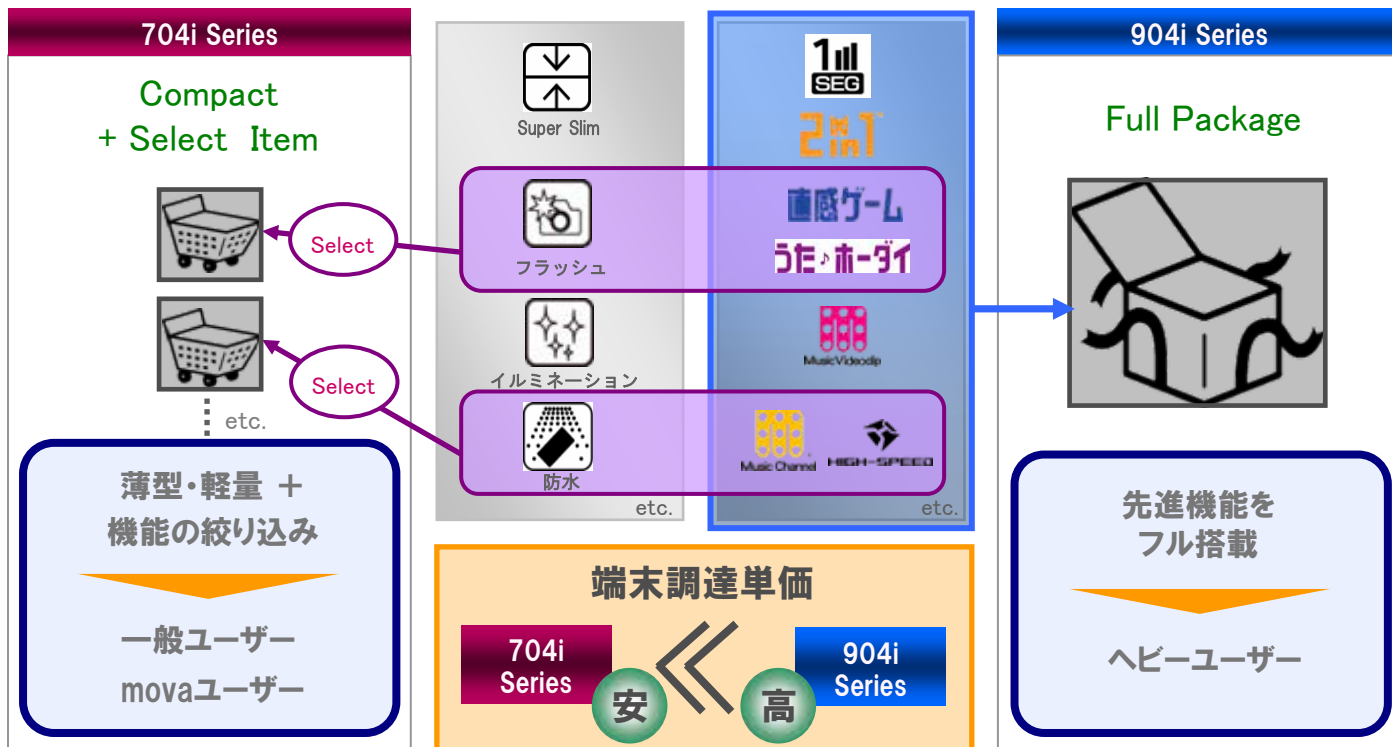 704i Series
Compact
+ Select Item
Select
Select
etc.
薄型・軽量 +
機能の絞り込み
一般ユーザー
movaユーザー
Super Slim
フラッシュ
イルミネーション
防水
etc.
1
SEG
2in1
直感ゲーム
うた♪ホーダイ
Music Videoclip
Music Channel
HIGH-SPEED
etc.
端末調達単価
704i
Series
安
904i
Series
高
904i Series
Full Package
先進機能を
フル搭載
ヘビーユーザー